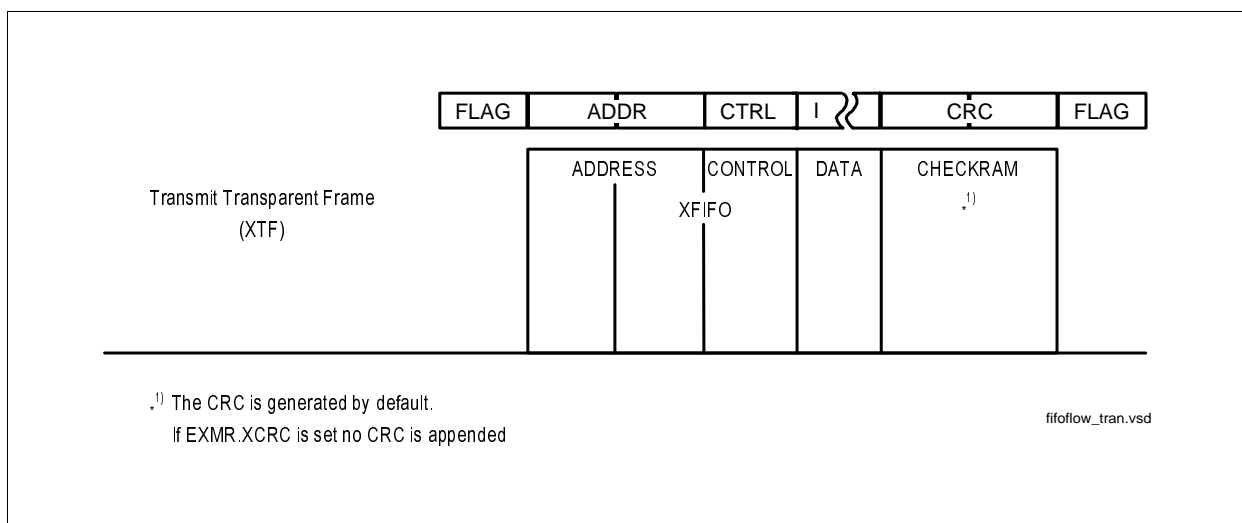 FLAG ADDR CTRL I CRC FLAG
ADDRESS CONTROL DATA CHECKRAM
Transmit Transparent Frame
XFIFO
*1)
(XTF)
*1) The CRC is generated by default.
If EXMR.XCRC is set no CRC is appended
fifoflow_tran.vsd